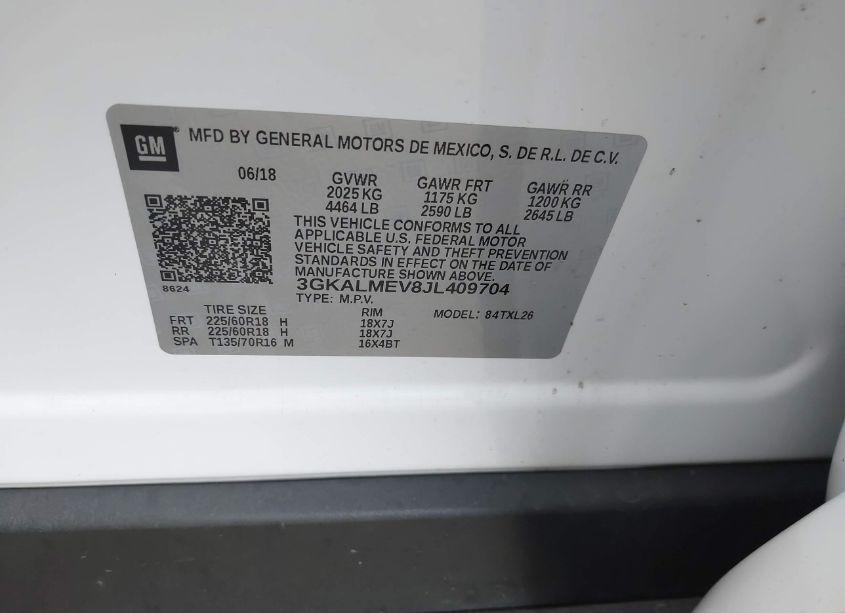 GM ® MFD BY GENERAL MOTORS DE MEXICO, S. DE R.L. DE C.V.
06/18 GVWR GAWR FRT GAWR RR
2025 KG 1175 KG 1200 KG
4464 LB 2590 LB 2645 LB
THIS VEHICLE CONFORMS TO ALL
APPLICABLE U.S. FEDERAL MOTOR
VEHICLE SAFETY AND THEFT PREVENTION
STANDARDS IN EFFECT ON THE DATE OF
MANUFACTURE SHOWN ABOVE.
8624 3GKALMEV8JL409704
TYPE: M.P.V. MODEL: 84TXL26
TIRE SIZE RIM
FRT 225/60R18 H 18X7J
RR 225/60R18 H 18X7J
SPA T135/70R16 M 16X4BT